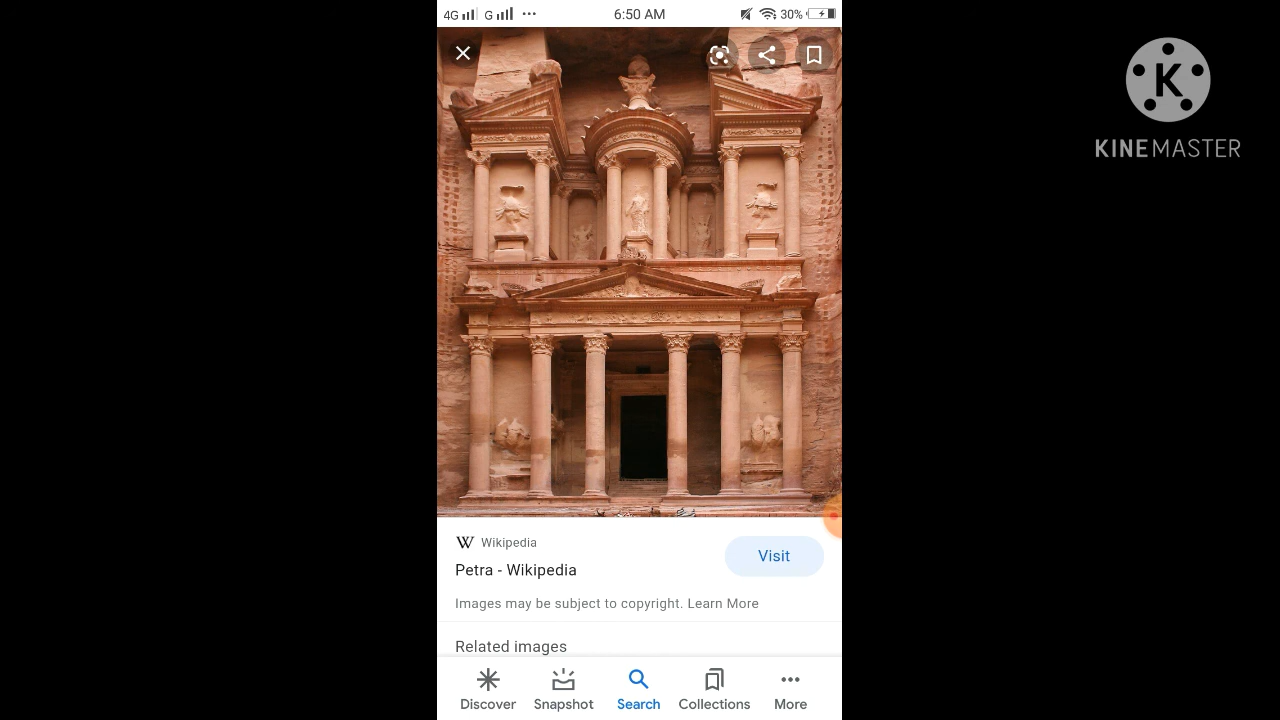 4G G ••• 6:50 AM 30%
K
KINEMASTER
W Wikipedia
Petra - Wikipedia
Visit
Images may be subject to copyright. Learn More
Related images
Discover Snapshot Search Collections More